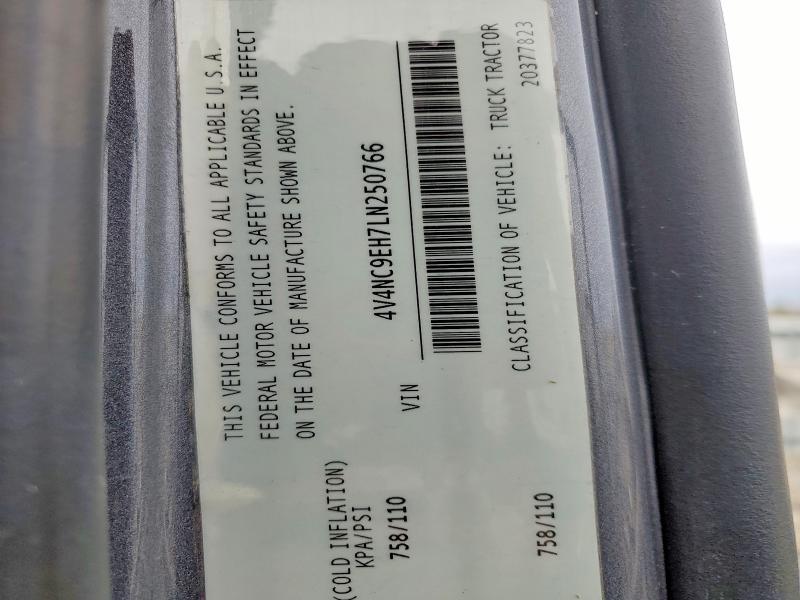 THIS VEHICLE CONFORMS TO ALL APPLICABLE U.S.A.
FEDERAL MOTOR VEHICLE SAFETY STANDARDS IN EFFECT
ON THE DATE OF MANUFACTURE SHOWN ABOVE.
(COLD INFLATION)
KPA/PSI
758/110
VIN
4V4NC9EH7LN250766
CLASSIFICATION OF VEHICLE: TRUCK TRACTOR
758/110
20377823